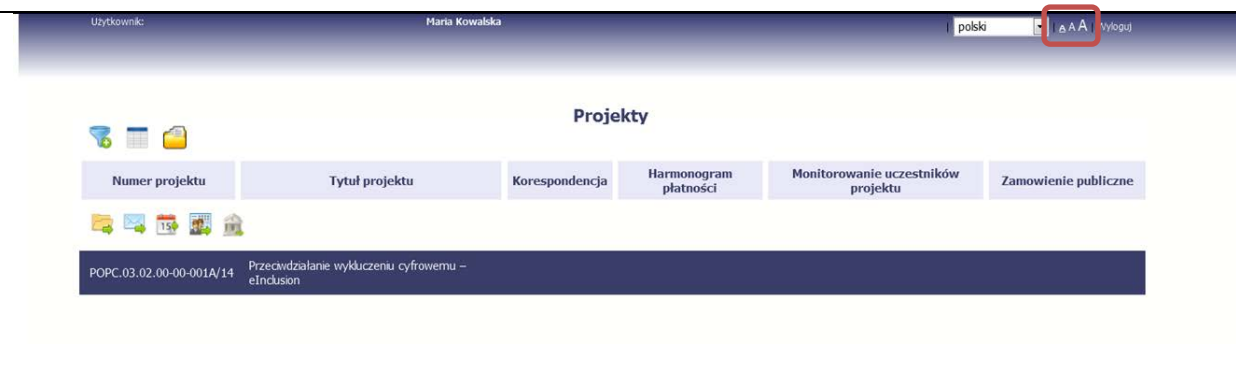 Użytkownik: Maria Kowalska | polski | A A A | Wyloguj
Projekty
Numer projektu Tytuł projektu Korespondencja Harmonogram płatności Monitorowanie uczestników projektu Zamowienie publiczne
15
POPC.03.02.00-00-001A/14 Przeciwdziałanie wykluczeniu cyfrowemu –
eInclusion